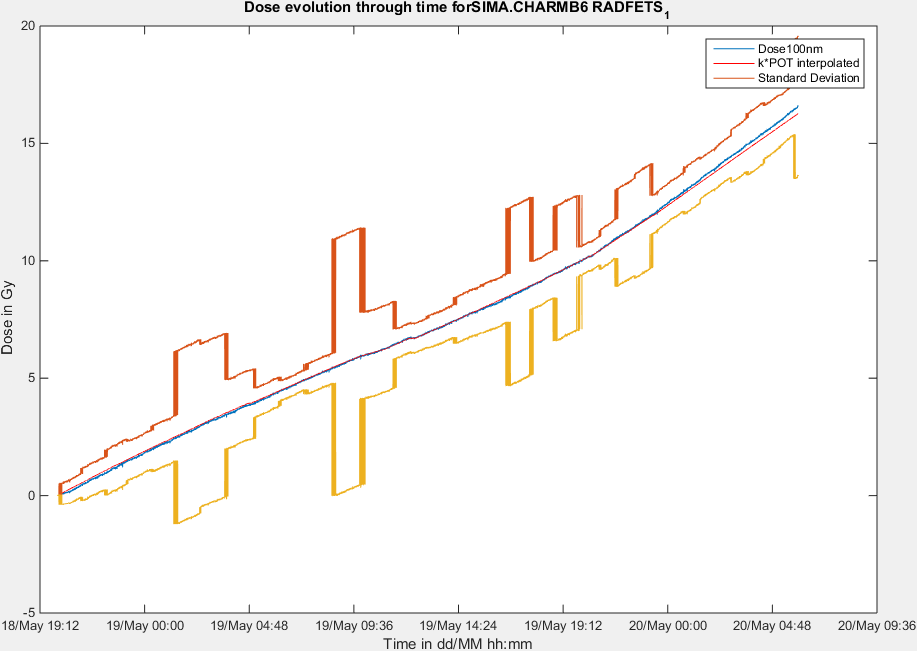 Dose evolution through time forSIMA.CHARMB6 RADFETS1
20
15
10
5
0
-5
Dose in Gy
Dose100nm
k*POT interpolated
Standard Deviation
18/May 19:12 19/May 00:00 19/May 04:48 19/May 09:36 19/May 14:24 19/May 19:12 20/May 00:00 20/May 04:48 20/May 09:36
Time in dd/MM hh:mm